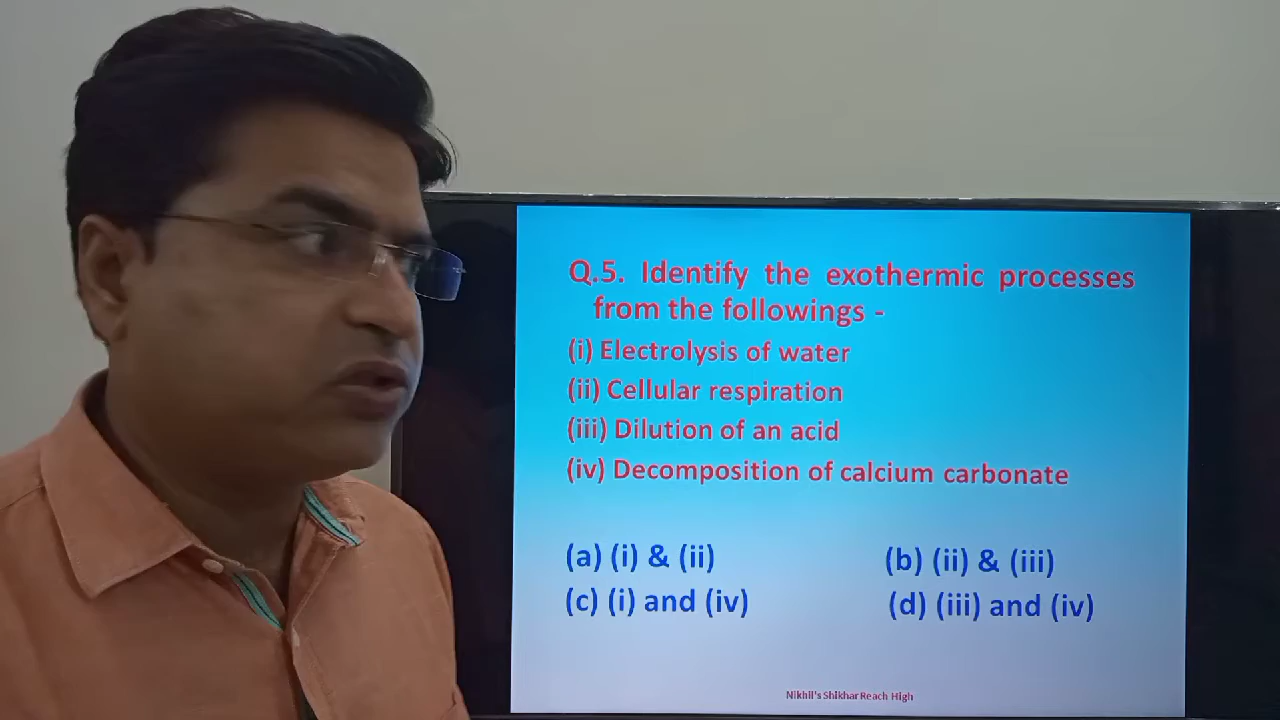 Q.5. Identify the exothermic processes
from the followings -
(i) Electrolysis of water
(ii) Cellular respiration
(iii) Dilution of an acid
(iv) Decomposition of calcium carbonate
(a) (i) & (ii) (b) (ii) & (iii)
(c) (i) and (iv) (d) (iii) and (iv)
Nikhil's Shikhar Reach High